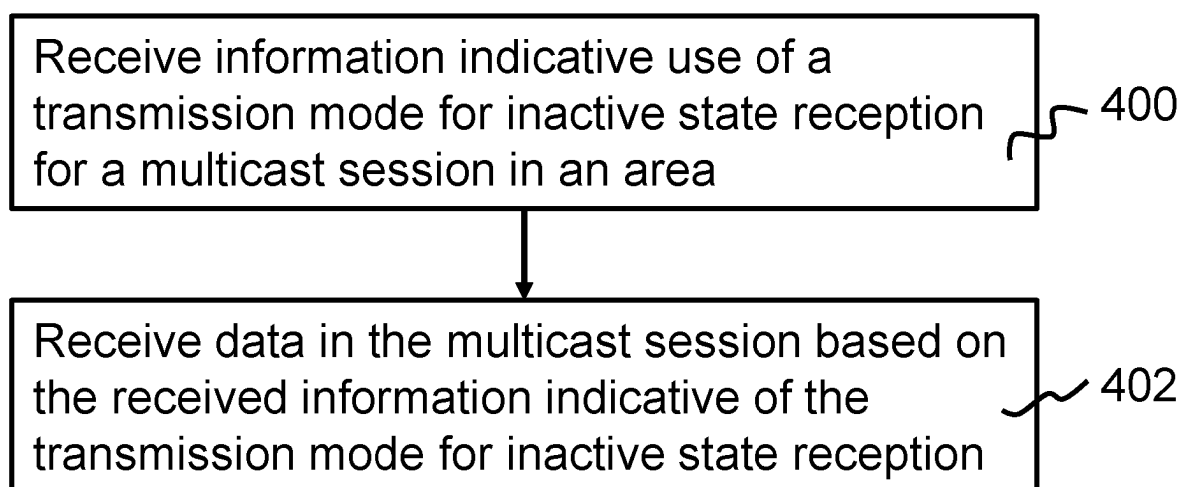 Receive information indicative use of a
transmission mode for inactive state reception
for a multicast session in an area
400
Receive data in the multicast session based on
the received information indicative of the
transmission mode for inactive state reception
402